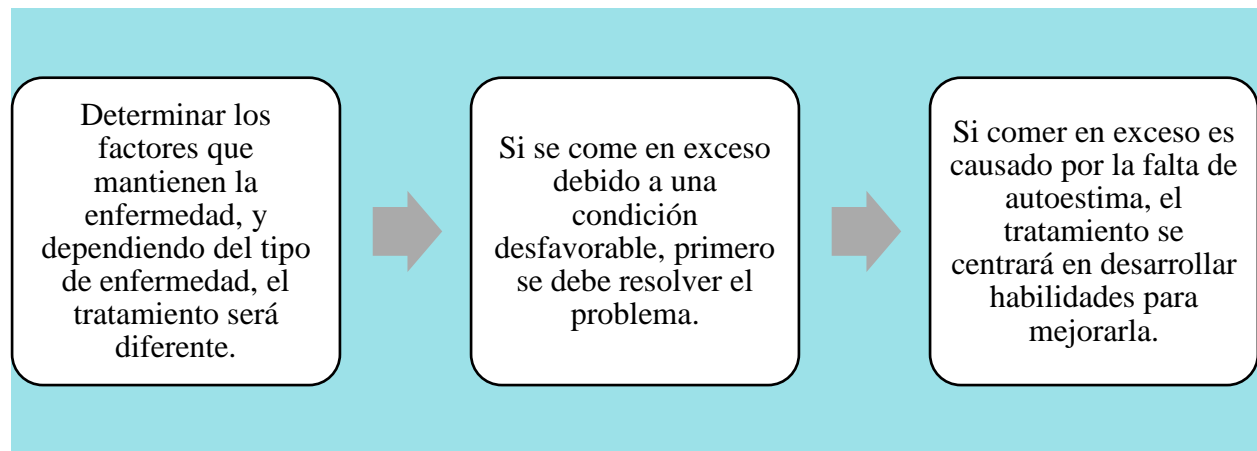 Determinar los
factores que
mantienen la
enfermedad, y
dependiendo del tipo
de enfermedad, el
tratamiento será
diferente.
Si se come en exceso
debido a una
condición
desfavorable, primero
se debe resolver el
problema.
Si comer en exceso es
causado por la falta de
autoestima, el
tratamiento se
centrará en desarrollar
habilidades para
mejorarla.